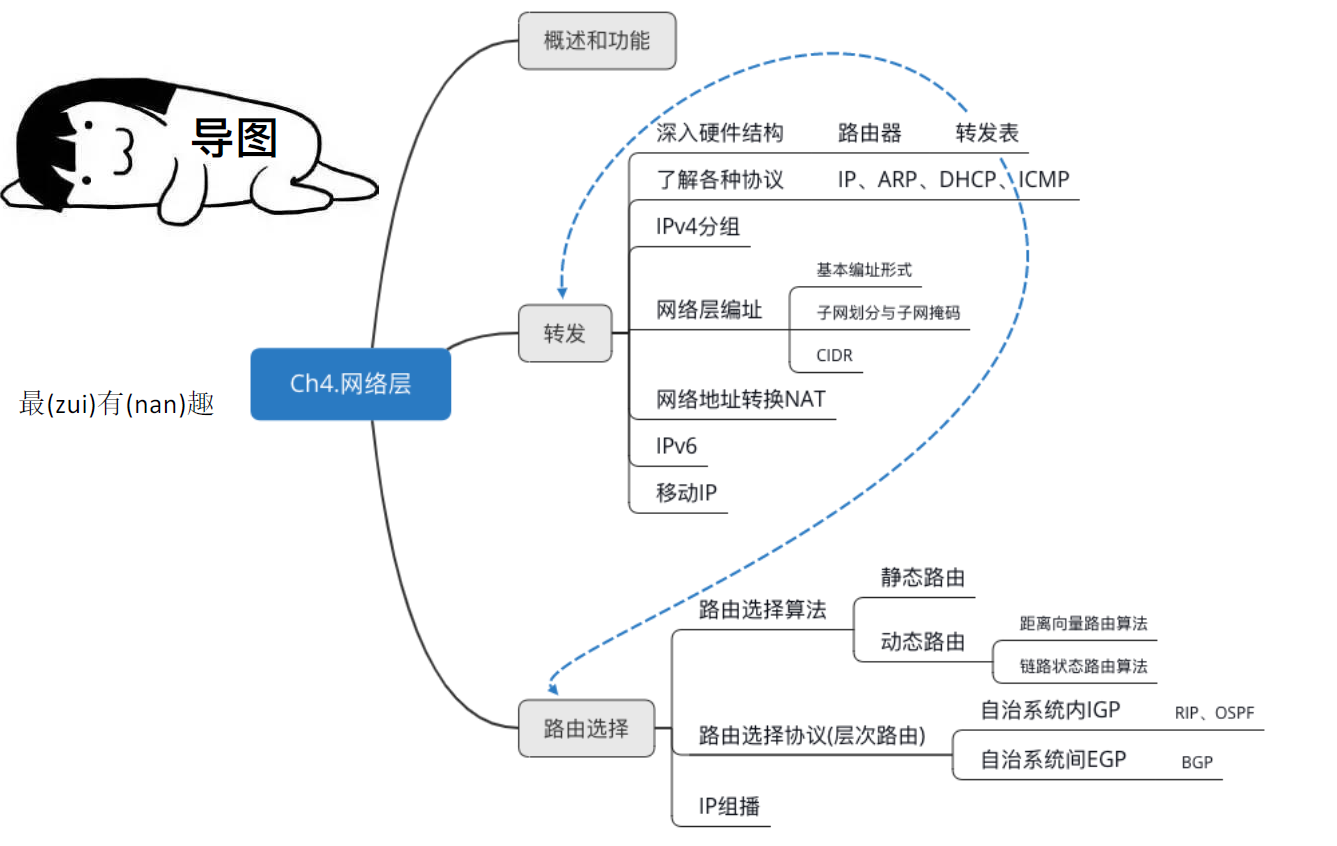 概述和功能
导图
深入硬件结构 路由器 转发表
了解各种协议 IP、ARP、DHCP、ICMP
IPv4分组
基本编址形式
网络层编址
子网划分与子网掩码
CIDR
转发
Ch4.网络层
最(zui)有(nan)趣
网络地址转换NAT
IPv6
移动IP
静态路由
路由选择算法
动态路由
距离向量路由算法
链路状态路由算法
路由选择
路由选择协议(层次路由)
自治系统内IGP RIP、OSPF
自治系统间EGP BGP
IP组播